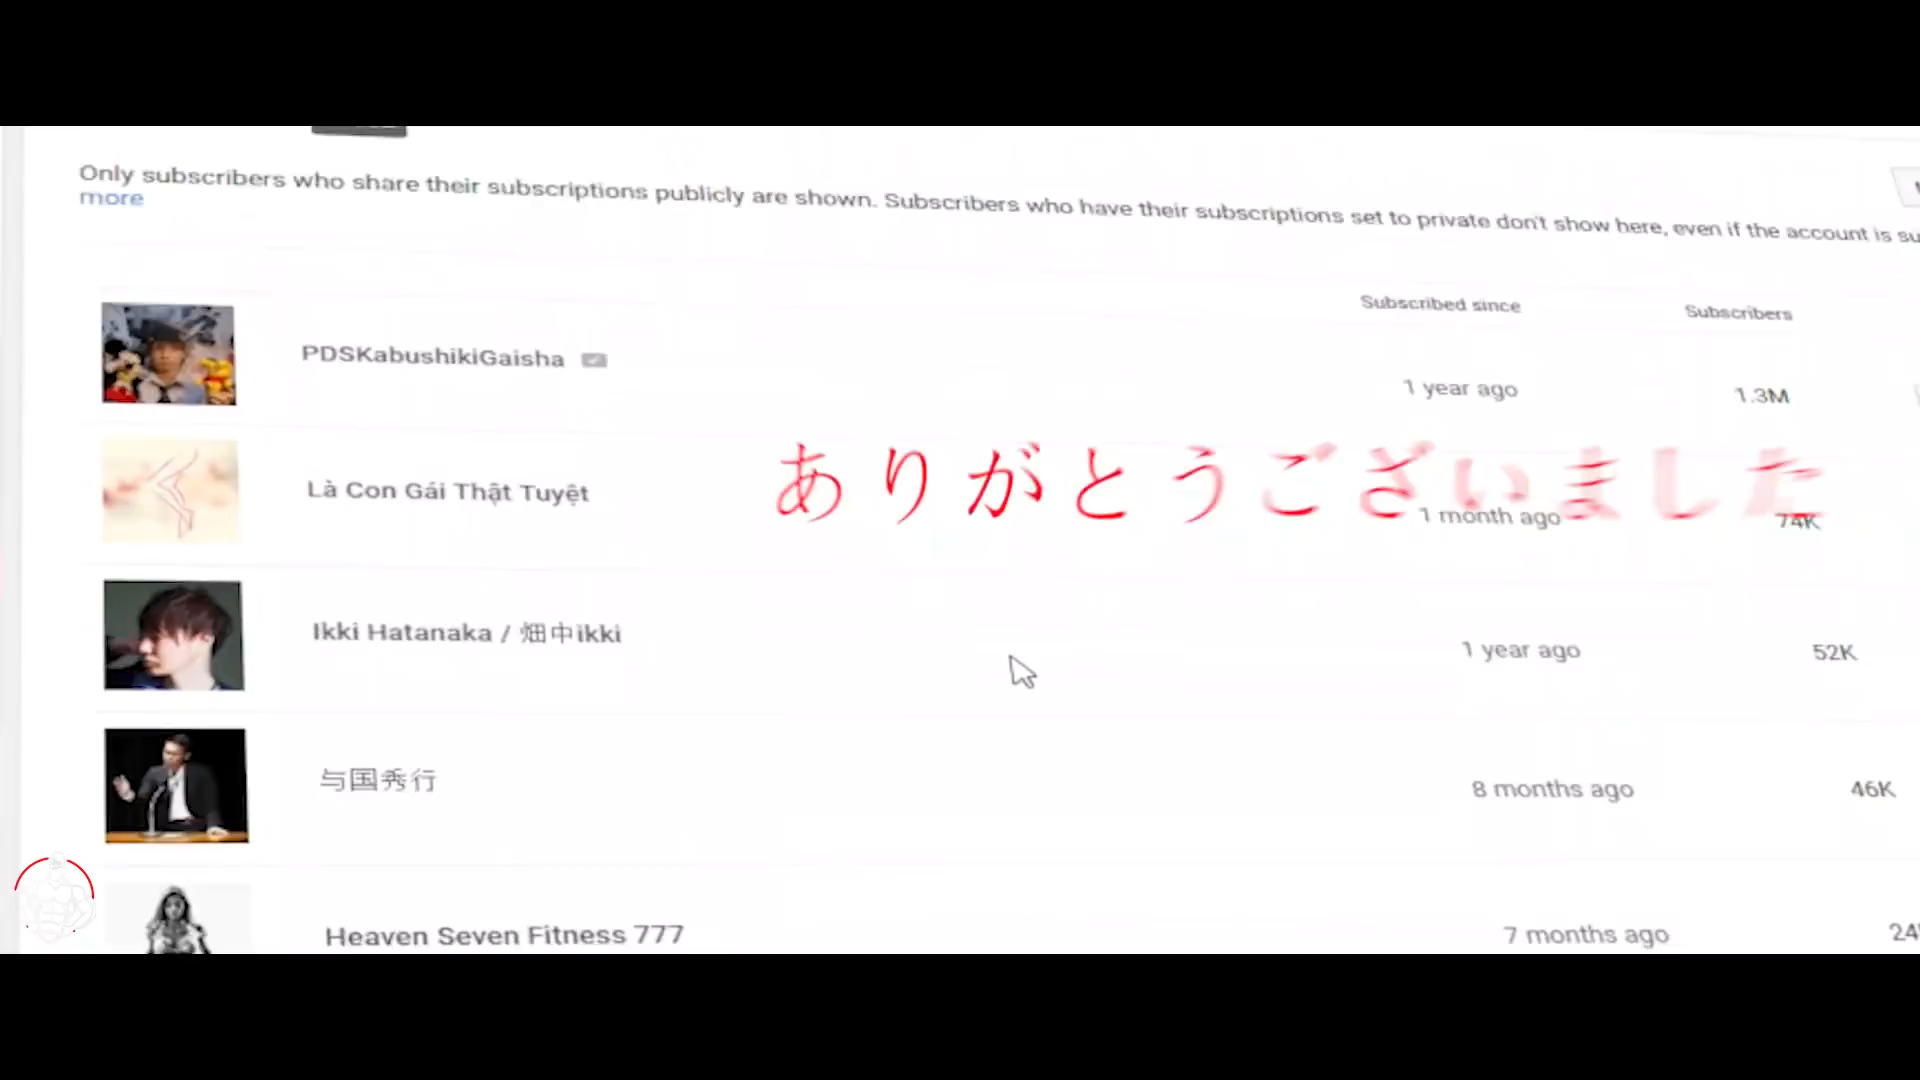 Only subscribers who share their subscriptions publicly are shown. Subscribers who have their subscriptions set to private don't show here, even if the account is su
more
Subscribed since
Subscribers
PDSKabushikiGaisha
1 year ago
1.3M
ありがとうございました
Là Con Gái Thật Tuyệt
1 month ago
74K
Ikki Hatanaka / 畑中ikki
1 year ago
52K
与国秀行
8 months ago
46K
Heaven Seven Fitness 777
7 months ago
24